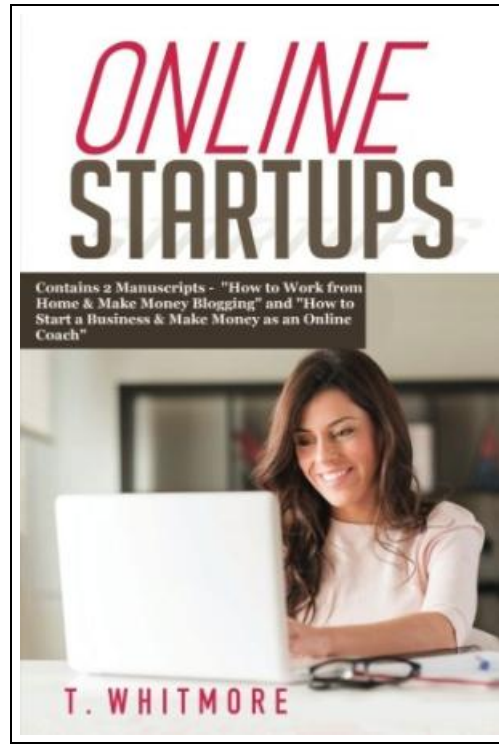 ONLINE
STARTUPS
Contains 2 Manuscripts - "How to Work from
Home & Make Money Blogging" and "How to
Start a Business & Make Money as an Online
Coach"
T. WHITMORE